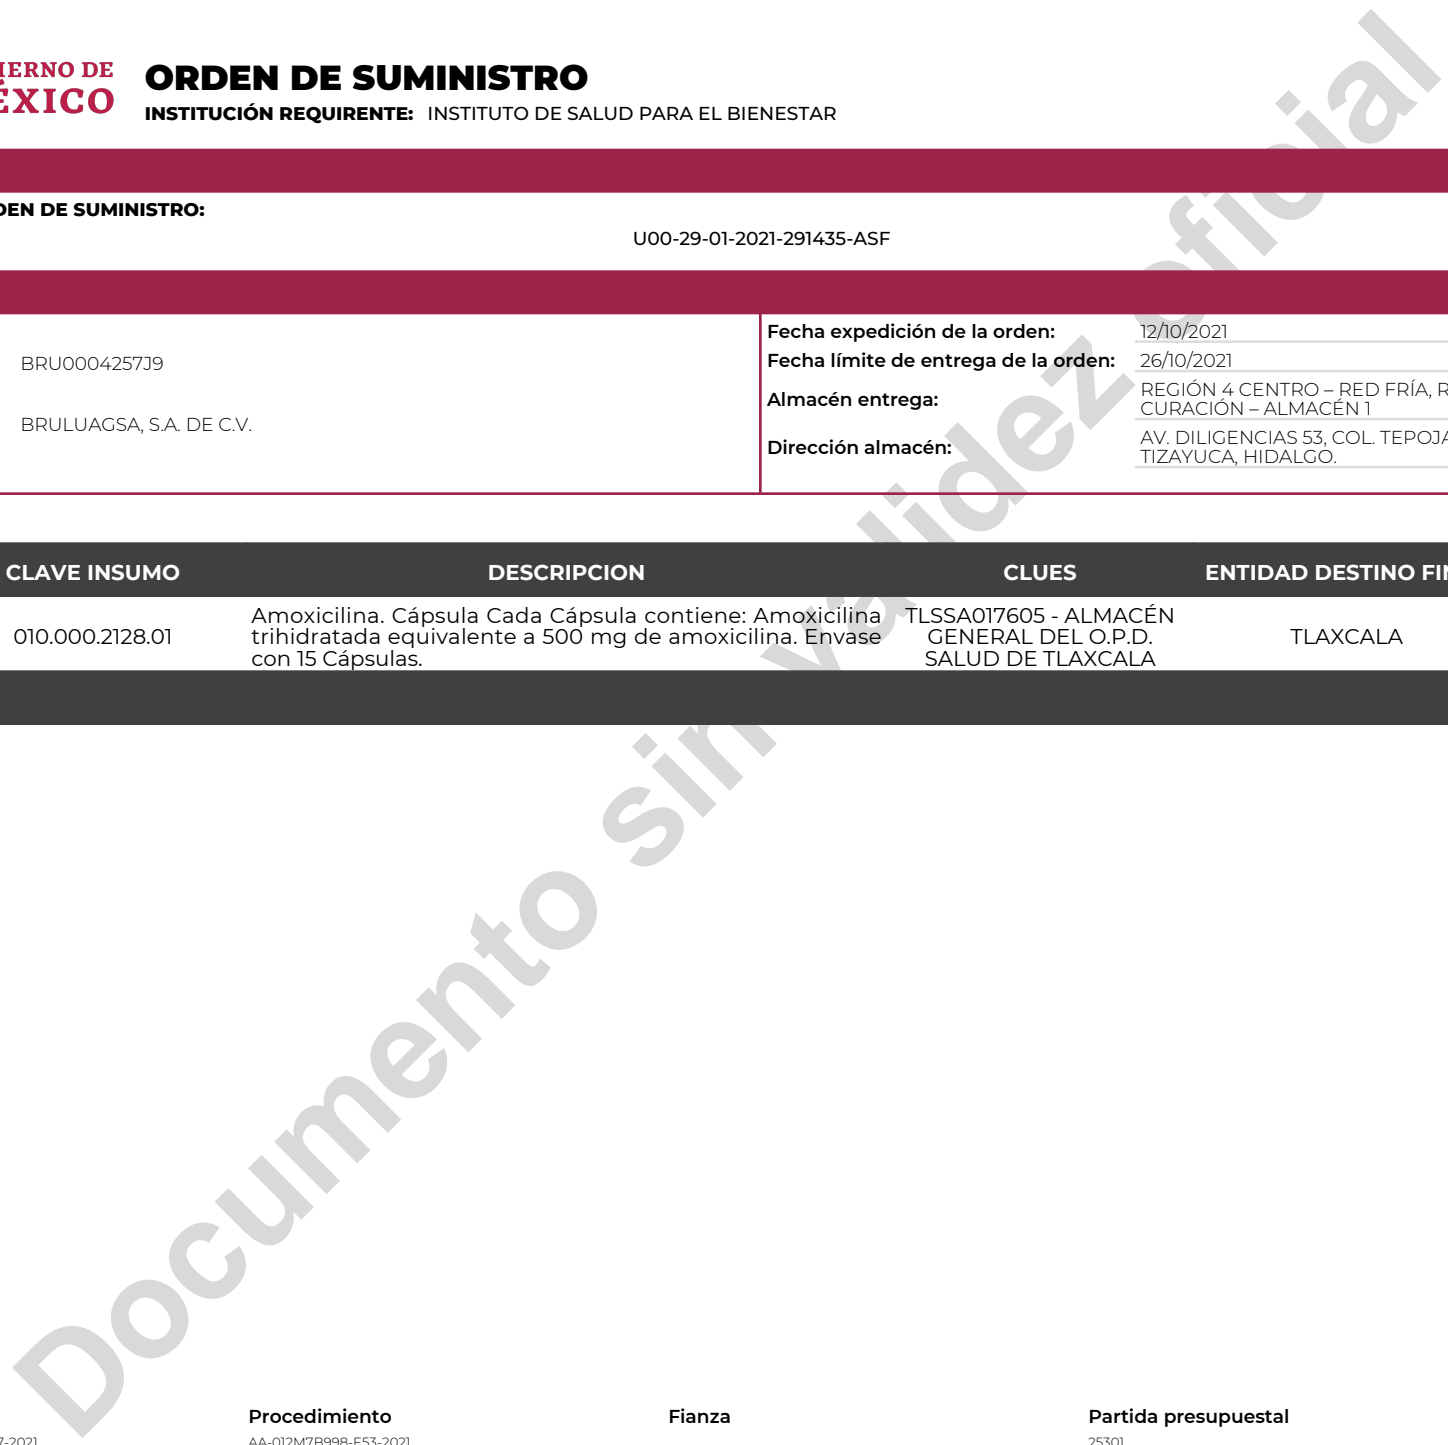 ORDEN DE SUMINISTRO
INSTITUCIÓN REQUIRENTE: INSTITUTO DE SALUD PARA EL BIENESTAR
IERNO DE
ÉXICO
DEN DE SUMINISTRO:
U00-29-01-2021-291435-ASF
BRU0004257J9
BRULUAGSA, S.A. DE C.V.
Fecha expedición de la orden: 12/10/2021
Fecha límite de entrega de la orden: 26/10/2021
Almacén entrega: REGIÓN 4 CENTRO – RED FRÍA, R
CURACIÓN – ALMACÉN 1
Dirección almacén: AV. DILIGENCIAS 53, COL. TEPOJA
TIZAYUCA, HIDALGO.
CLAVE INSUMO DESCRIPCION CLUES ENTIDAD DESTINO FIN
010.000.2128.01
Amoxicilina. Cápsula Cada Cápsula contiene: Amoxicilina
trihidratada equivalente a 500 mg de amoxicilina. Envase
con 15 Cápsulas.
TLSSA017605 - ALMACÉN
GENERAL DEL O.P.D.
SALUD DE TLAXCALA
TLAXCALA
Documento sin validez oficial
Procedimiento Fianza Partida presupuestal
7-2021 AA-012M7B998-E53-2021 25301